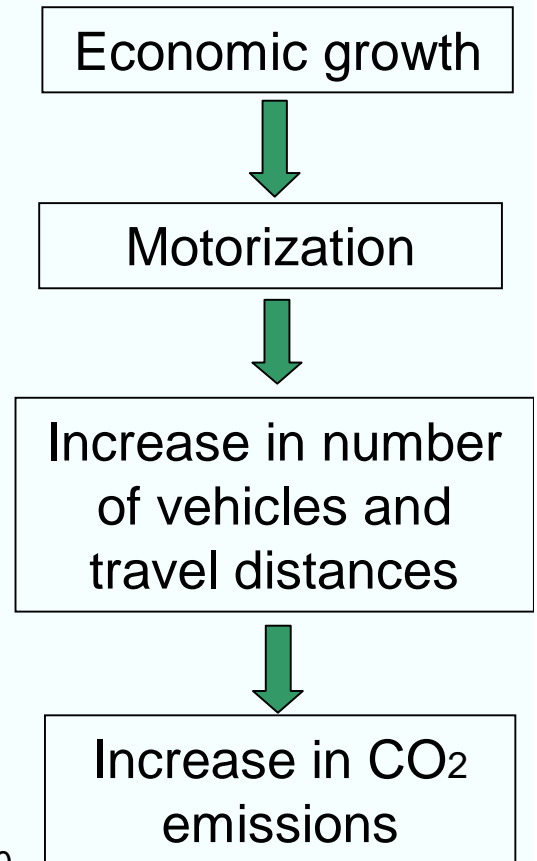 Economic growth
Motorization
Increase in number
of vehicles and
travel distances
Increase in CO2
emissions